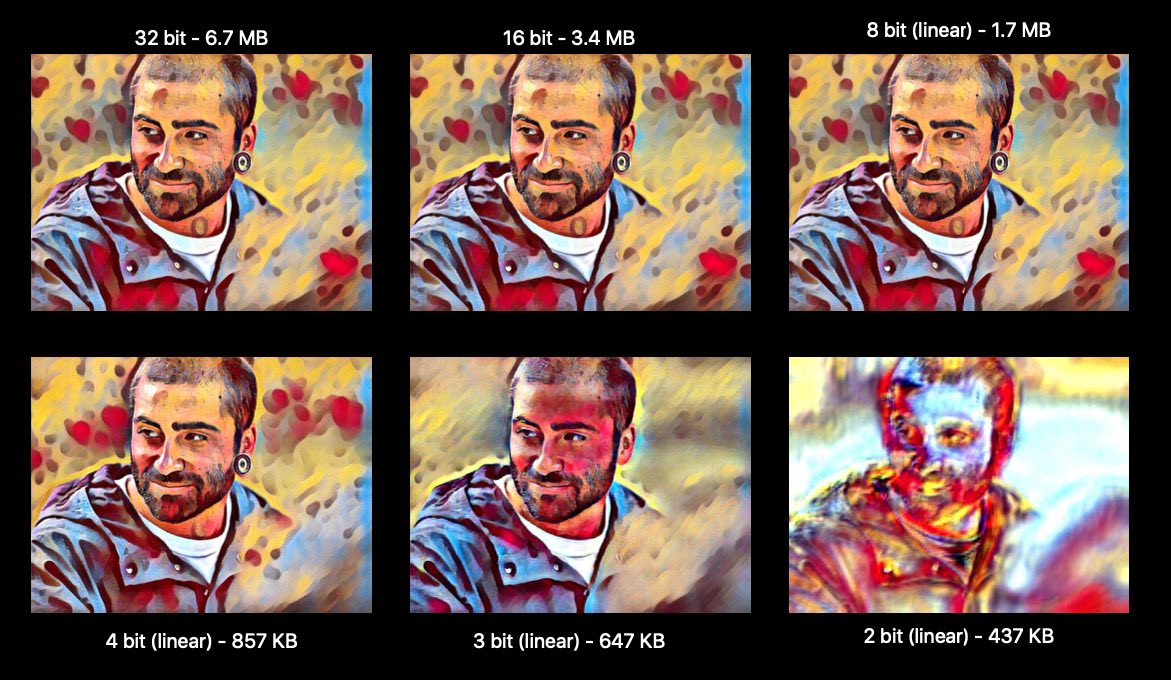 32 bit - 6.7 MB
16 bit - 3.4 MB
8 bit (linear) - 1.7 MB
4 bit (linear) - 857 KB
3 bit (linear) - 647 KB
2 bit (linear) - 437 KB